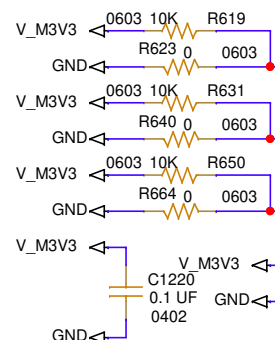 0603 10K R619
V_M3V3
R623 0 0603
GND
0603 10K R631
V_M3V3
R640 0 0603
GND
0603 10K R650
V_M3V3
R664 0 0603
GND
V_M3V3
V_M3V3
C1220
0.1 UF
GND
0402
GND